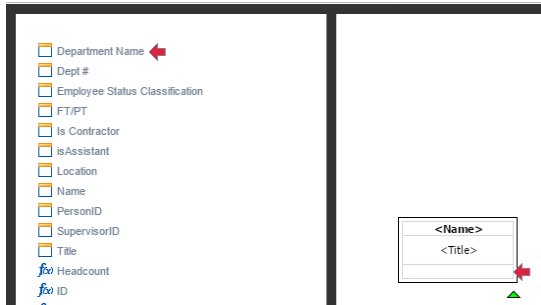 Department Name
Dept #
Employee Status Classification
FT/PT
Is Contractor
isAssistant
Location
Name
PersonID
SupervisorID
Title
f(x) Headcount
f(x) ID
<Name>
<Title>